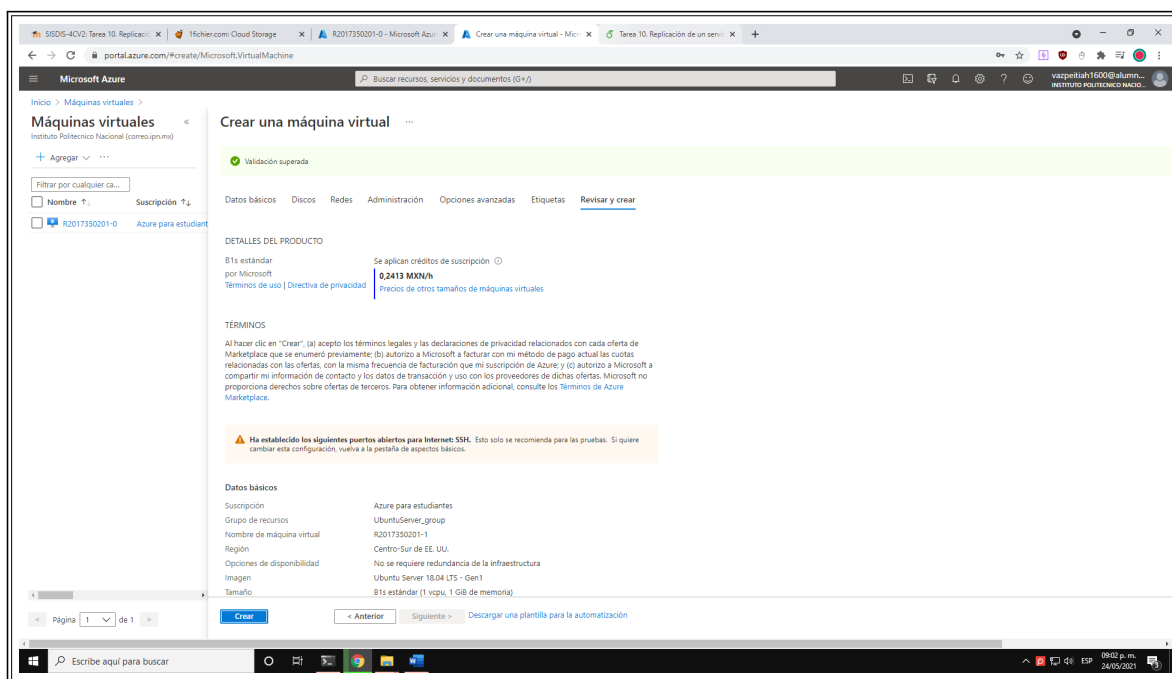 SISDIS-4CV2: Tarea 10. Replicació
1fichier.com: Cloud Storage
R2017350201-0 - Microsoft Azur
Crear una máquina virtual - Micr
Tarea 10. Replicación de un servi
portal.azure.com/#create/Microsoft.VirtualMachine
Microsoft Azure
Buscar recursos, servicios y documentos (G+/)
vazpeitiah1600@alumn...
INSTITUTO POLITECNICO NACIO...
Inicio > Máquinas virtuales >
Máquinas virtuales «
Instituto Politecnico Nacional (correo.ipn.mx)
+ Agregar ...
Filtrar por cualquier ca...
Nombre ↑↓ Suscripción ↑↓
R2017350201-0 Azure para estudiant
Página 1 de 1
Crear una máquina virtual ...
Validación superada
Datos básicos Discos Redes Administración Opciones avanzadas Etiquetas Revisar y crear
DETALLES DEL PRODUCTO
B1s estándar
por Microsoft
Términos de uso | Directiva de privacidad
Se aplican créditos de suscripción
0,2413 MXN/h
Precios de otros tamaños de máquinas virtuales
TÉRMINOS
Al hacer clic en "Crear", (a) acepto los términos legales y las declaraciones de privacidad relacionados con cada oferta de
Marketplace que se enumeró previamente; (b) autorizo a Microsoft a facturar con mi método de pago actual las cuotas
relacionadas con las ofertas, con la misma frecuencia de facturación que mi suscripción de Azure; y (c) autorizo a Microsoft a
compartir mi información de contacto y los datos de transacción y uso con los proveedores de dichas ofertas. Microsoft no
proporciona derechos sobre ofertas de terceros. Para obtener información adicional, consulte los Términos de Azure
Marketplace.
Ha establecido los siguientes puertos abiertos para Internet: SSH. Esto solo se recomienda para las pruebas. Si quiere
cambiar esta configuración, vuelva a la pestaña de aspectos básicos.
Datos básicos
Suscripción Azure para estudiantes
Grupo de recursos UbuntuServer_group
Nombre de máquina virtual R2017350201-1
Región Centro-Sur de EE. UU.
Opciones de disponibilidad No se requiere redundancia de la infraestructura
Imagen Ubuntu Server 18.04 LTS - Gen1
Tamaño B1s estándar (1 vcpu, 1 GiB de memoria)
Crear < Anterior Siguiente > Descargar una plantilla para la automatización
Escribe aquí para buscar
ESP
09:02 p. m.
24/05/2021
3